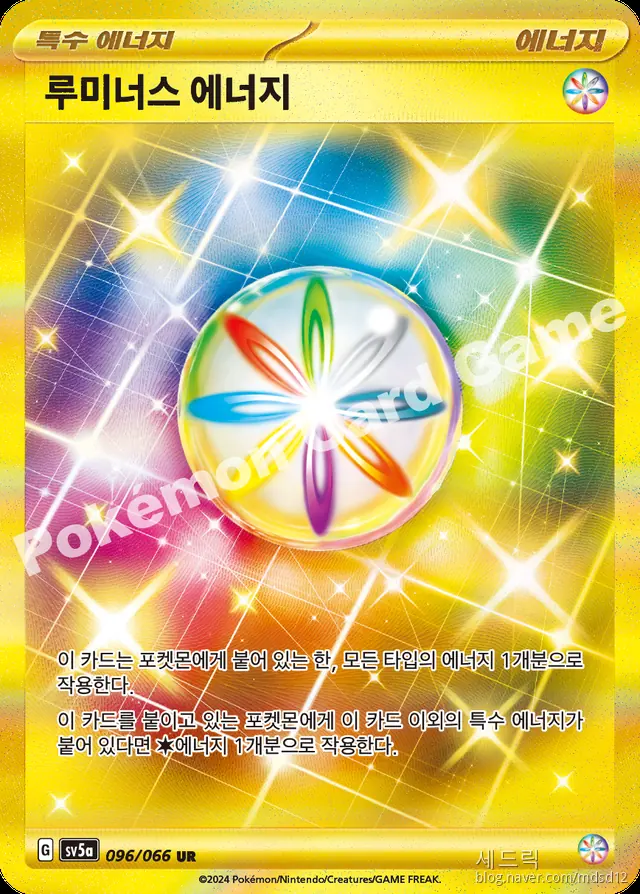 특수 에너지
에너지
루미너스 에너지
Pokémon Card Game
이 카드는 포켓몬에게 붙어 있는 한, 모든 타입의 에너지 1개분으로
작용한다.
이 카드를 붙이고 있는 포켓몬에게 이 카드 이외의 특수 에너지가
붙어 있다면 에너지 1개분으로 작용한다.
G sv5a 096/066 UR
세드릭
blog.naver.com/mdsd12
©2024 Pokémon/Nintendo/Creatures/GAME FREAK.